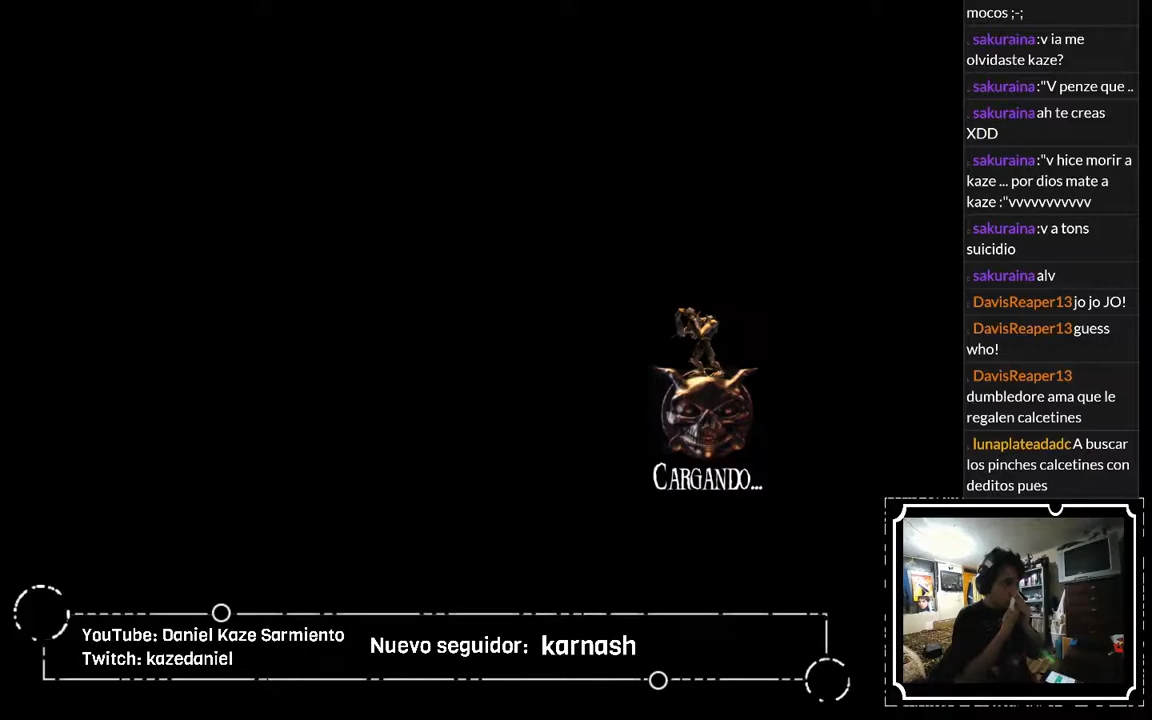 mocos ;-;
sakuraina:v ia me
olvidaste kaze?
sakuraina:"V penze que ..
sakuraina ah te creas
XDD
sakuraina:"v hice morir a
kaze ... por dios mate a
kaze :"vvvvvvvvvvv
sakuraina:v a tons
suicidio
sakuraina alv
DavisReaper13 jo jo JO!
DavisReaper13 guess
who!
DavisReaper13
dumbledore ama que le
regalen calcetines
lunaplateadadc A buscar
los pinches calcetines con
deditos pues
CARGANDO...
YouTube: Daniel Kaze Sarmiento
Twitch: kazedaniel
Nuevo seguidor: karnash